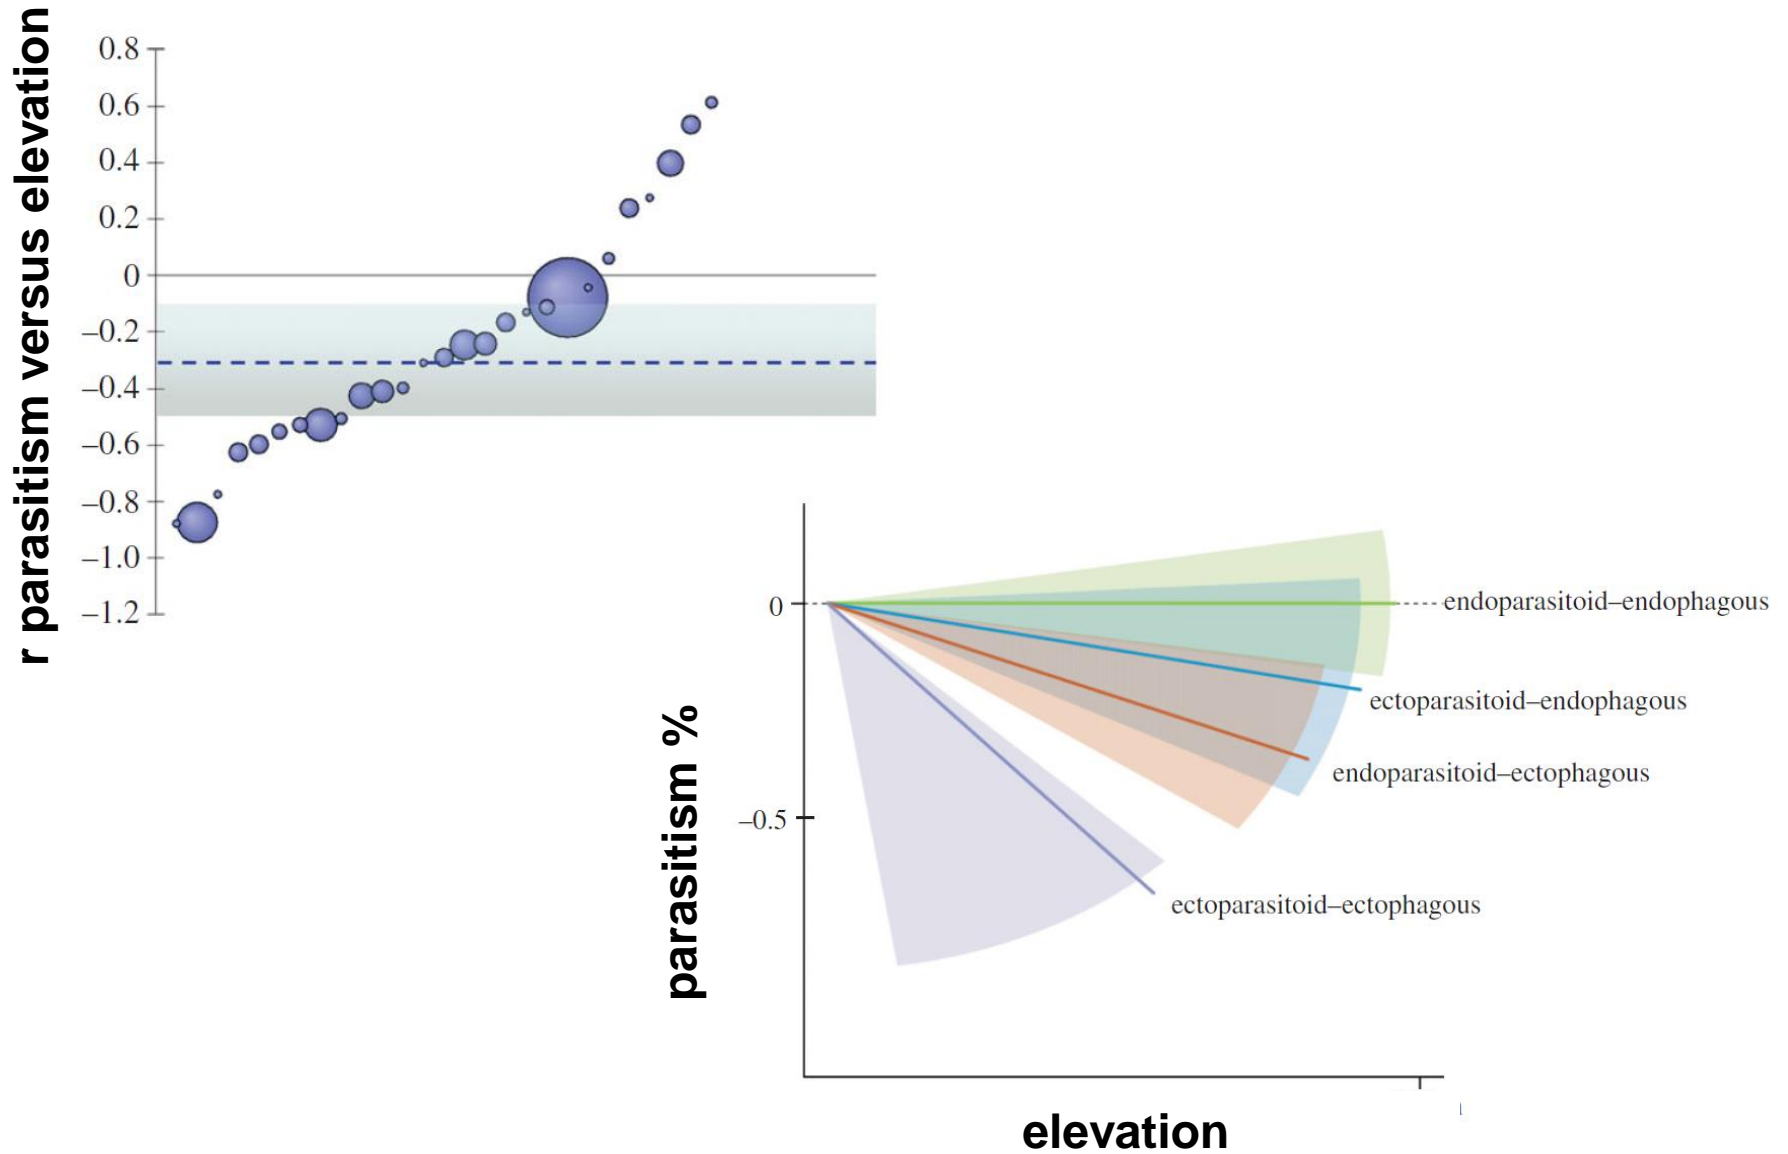 r parasitism versus elevation
0.8
0.6
0.4
0.2
0
–0.2
–0.4
–0.6
–0.8
–1.0
–1.2
parasitism %
0
–0.5
endoparasitoid–endophagous
ectoparasitoid–endophagous
endoparasitoid–ectophagous
ectoparasitoid–ectophagous
elevation